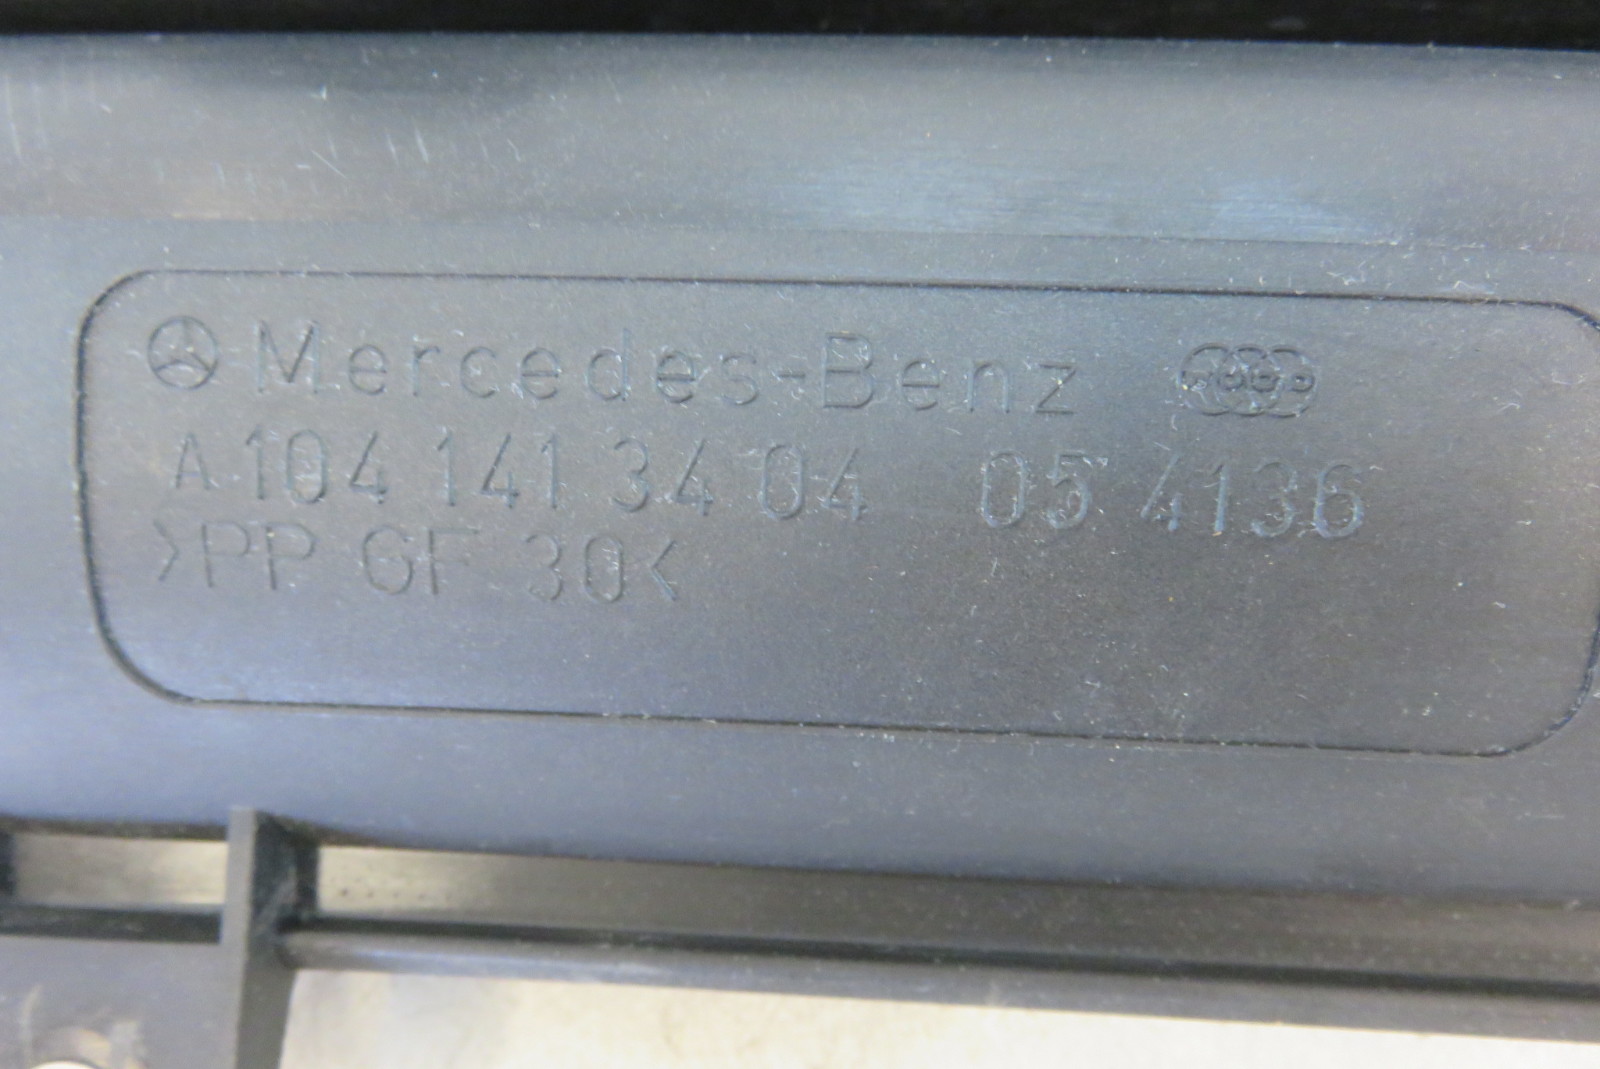 Mercedes-Benz
A 104 141 34 04 05 4136
>PP GF 30<